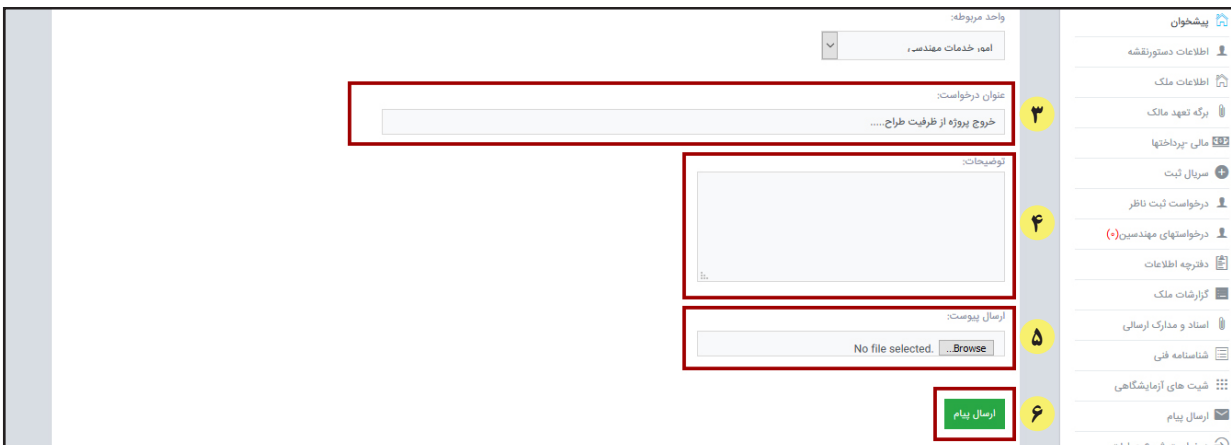 پیشخوان
اطلاعات دستورنقشه
اطلاعات ملک
برگه تعهد مالک
مالی -پرداختها
سریال ثبت
درخواست ثبت ناظر
درخواستهای مهندسین(۰)
دفترچه اطلاعات
گزارشات ملک
اسناد و مدارک ارسالی
شناسنامه فنی
شیت های آزمایشگاهی
ارسال پیام
واحد مربوطه:
امور خدمات مهندسی
۳
عنوان درخواست:
خروج پروژه از ظرفیت طراح.....
۴
توضیحات:
۵
ارسال پیوست:
Browse... No file selected.
۶
ارسال پیام